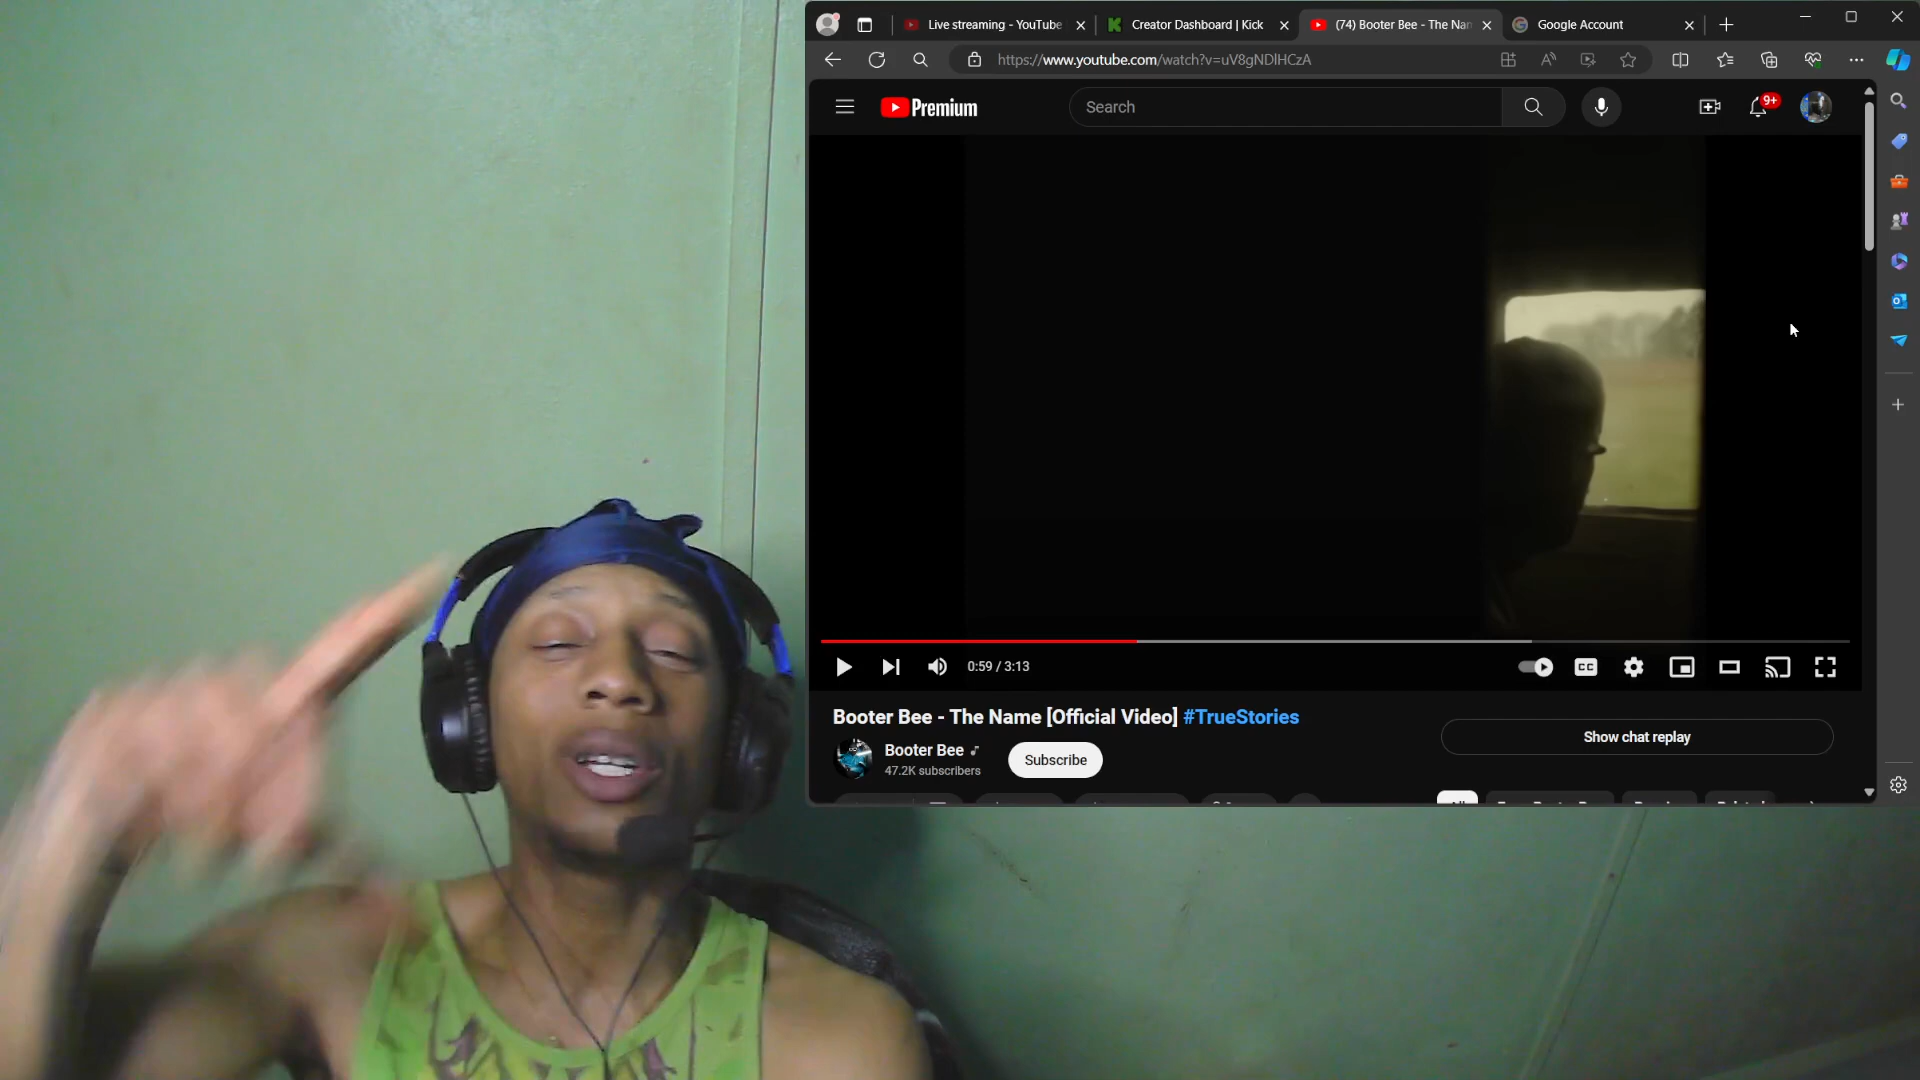 Live streaming - YouTube
Creator Dashboard | Kick
(74) Booter Bee - The Nam
Google Account
https://www.youtube.com/watch?v=uV8gNDlHCzA
Premium
Search
9+
0:59 / 3:13
CC
Booter Bee - The Name [Official Video] #TrueStories
Booter Bee
47.2K subscribers
Subscribe
Show chat replay